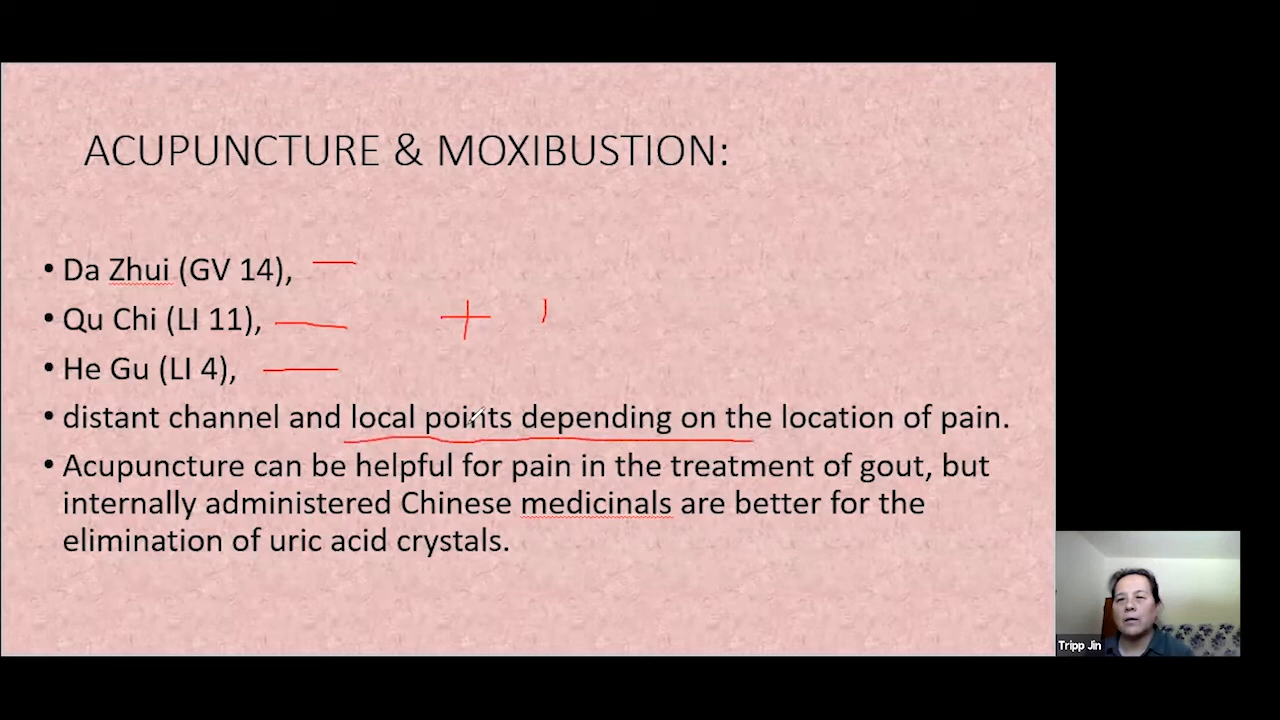 ACUPUNCTURE & MOXIBUSTION:
• Da Zhui (GV 14),
• Qu Chi (LI 11),
• He Gu (LI 4),
• distant channel and local points depending on the location of pain.
• Acupuncture can be helpful for pain in the treatment of gout, but
internally administered Chinese medicinals are better for the
elimination of uric acid crystals.
Tripp Jin